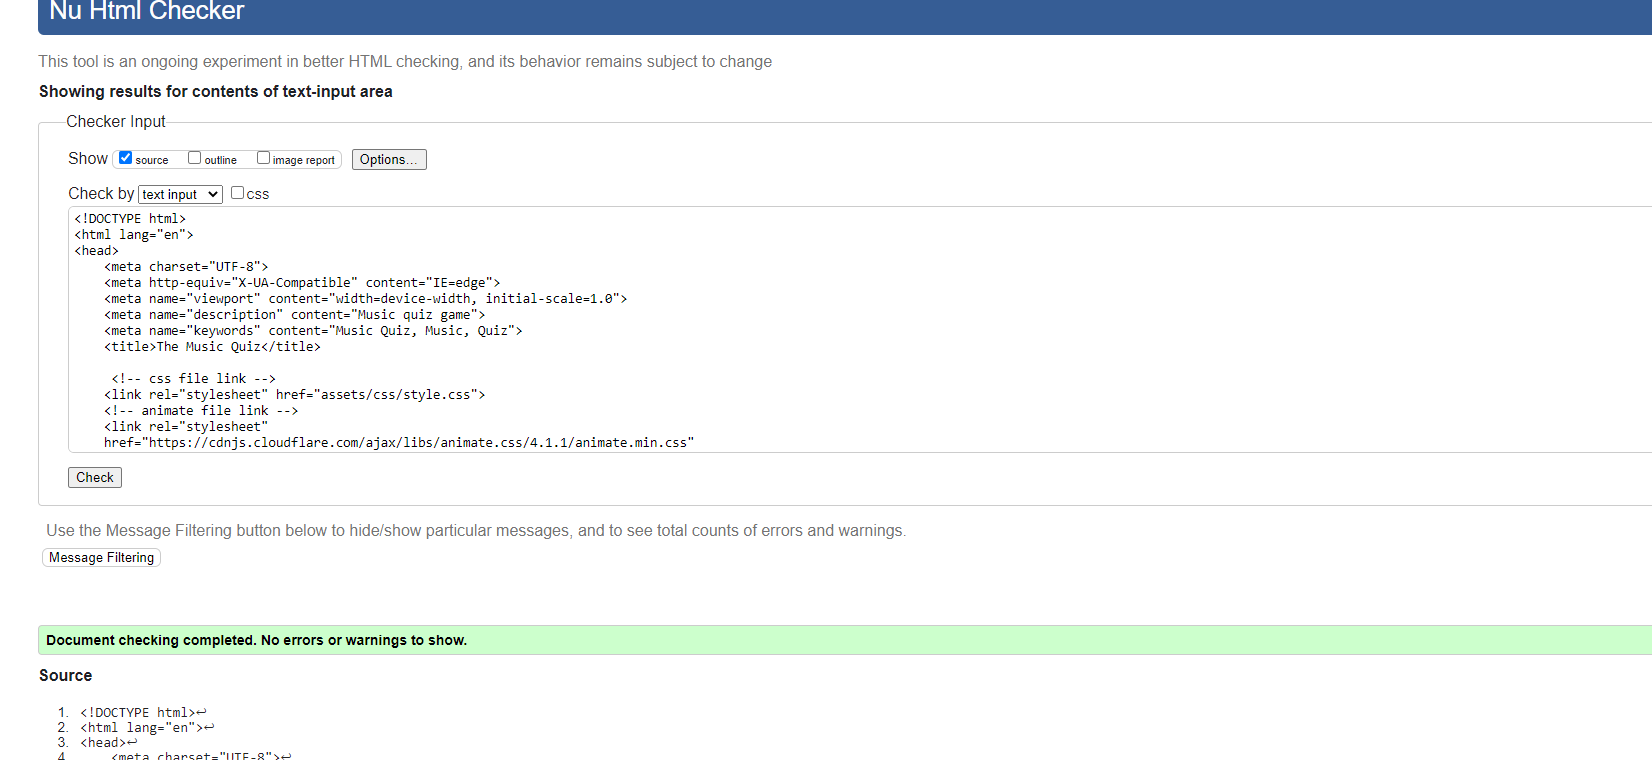 Nu Html Checker
This tool is an ongoing experiment in better HTML checking, and its behavior remains subject to change
Showing results for contents of text-input area
Checker Input
Show source outline image report Options...
Check by text input css
<!DOCTYPE html>
<html lang="en">
<head>
    <meta charset="UTF-8">
    <meta http-equiv="X-UA-Compatible" content="IE=edge">
    <meta name="viewport" content="width=device-width, initial-scale=1.0">
    <meta name="description" content="Music quiz game">
    <meta name="keywords" content="Music Quiz, Music, Quiz">
    <title>The Music Quiz</title>
     <!-- css file link -->
    <link rel="stylesheet" href="assets/css/style.css">
    <!-- animate file link -->
    <link rel="stylesheet"
    href="https://cdnjs.cloudflare.com/ajax/libs/animate.css/4.1.1/animate.min.css"
Check
Use the Message Filtering button below to hide/show particular messages, and to see total counts of errors and warnings.
Message Filtering
Document checking completed. No errors or warnings to show.
Source
1. <!DOCTYPE html>↩
2. <html lang="en">↩
3. <head>↩
4. <meta charset="UTF-8">↩